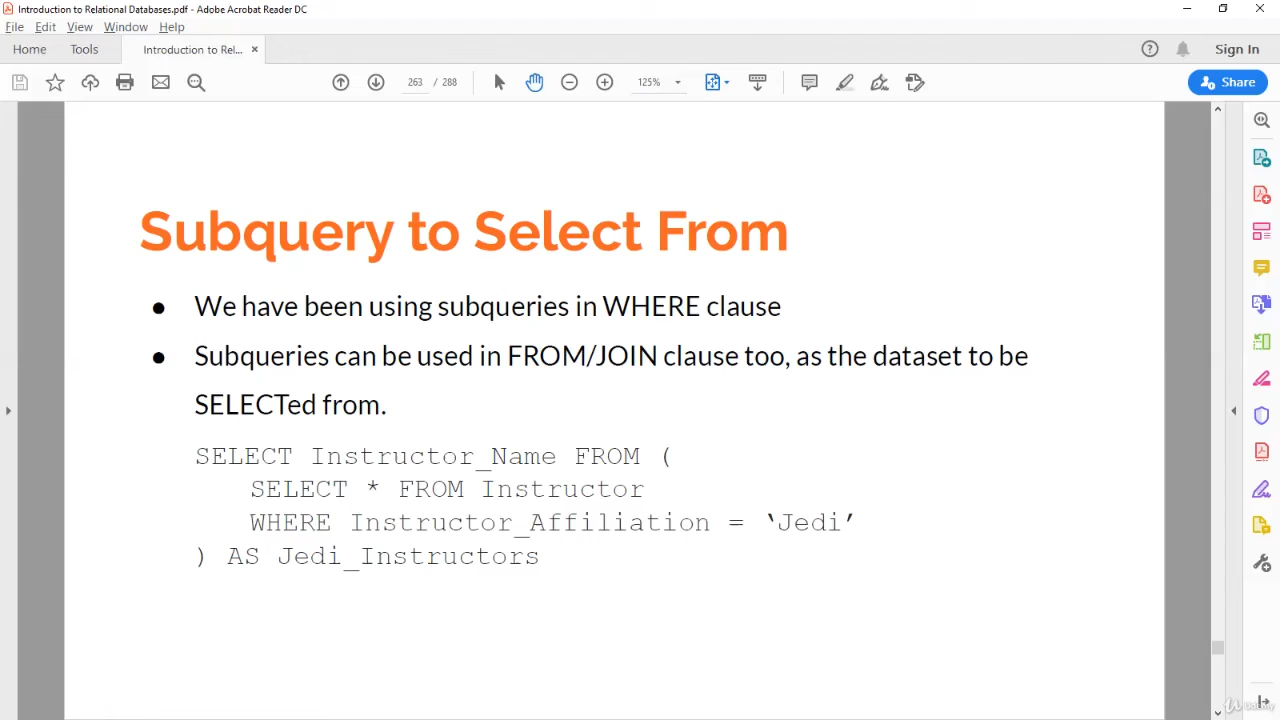 Introduction to Relational Databases.pdf - Adobe Acrobat Reader DC
File Edit View Window Help
Home Tools Introduction to Rel... × Sign In
263 / 288 125% Share
Subquery to Select From
● We have been using subqueries in WHERE clause
● Subqueries can be used in FROM/JOIN clause too, as the dataset to be
SELECTed from.
SELECT Instructor_Name FROM (
SELECT * FROM Instructor
WHERE Instructor_Affiliation = ‘Jedi’
) AS Jedi_Instructors
Udemy